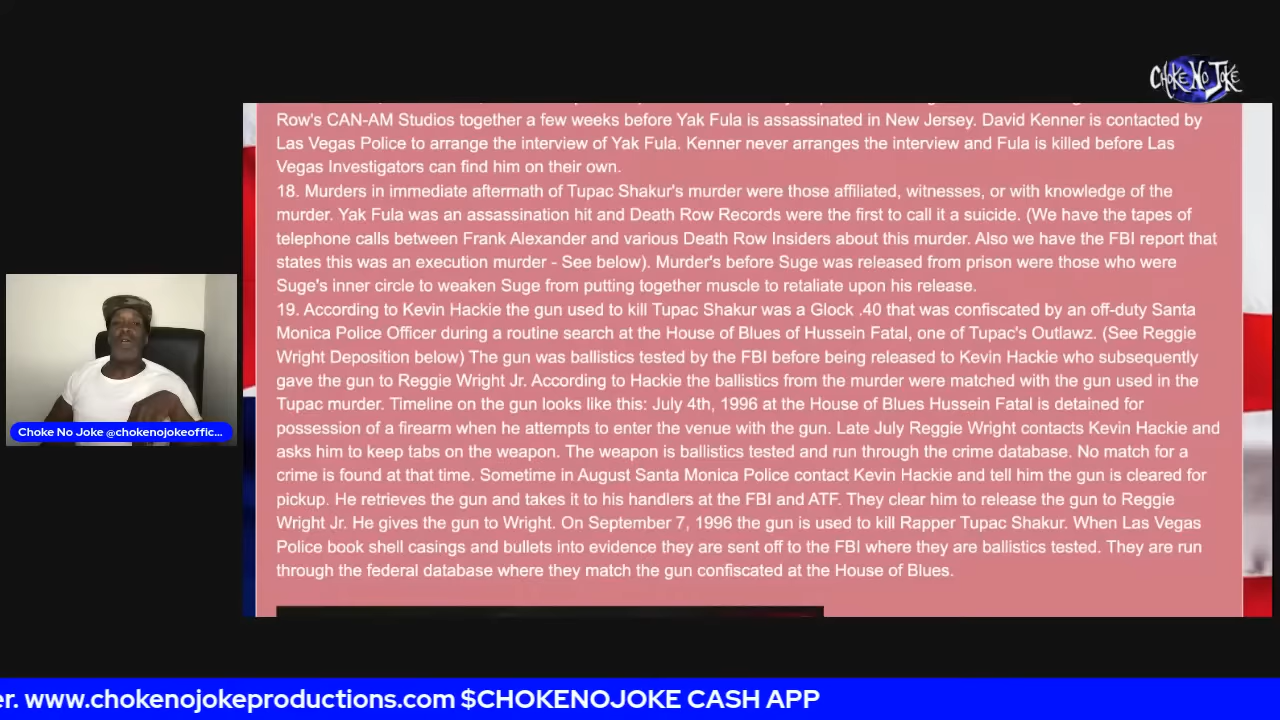 CHOKE NO JOKE
Row's CAN-AM Studios together a few weeks before Yak Fula is assassinated in New Jersey. David Kenner is contacted by
Las Vegas Police to arrange the interview of Yak Fula. Kenner never arranges the interview and Fula is killed before Las
Vegas Investigators can find him on their own.
18. Murders in immediate aftermath of Tupac Shakur's murder were those affiliated, witnesses, or with knowledge of the
murder. Yak Fula was an assassination hit and Death Row Records were the first to call it a suicide. (We have the tapes of
telephone calls between Frank Alexander and various Death Row Insiders about this murder. Also we have the FBI report that
states this was an execution murder - See below). Murder's before Suge was released from prison were those who were
Suge's inner circle to weaken Suge from putting together muscle to retaliate upon his release.
19. According to Kevin Hackie the gun used to kill Tupac Shakur was a Glock .40 that was confiscated by an off-duty Santa
Monica Police Officer during a routine search at the House of Blues of Hussein Fatal, one of Tupac's Outlawz. (See Reggie
Wright Deposition below) The gun was ballistics tested by the FBI before being released to Kevin Hackie who subsequently
gave the gun to Reggie Wright Jr. According to Hackie the ballistics from the murder were matched with the gun used in the
Tupac murder. Timeline on the gun looks like this: July 4th, 1996 at the House of Blues Hussein Fatal is detained for
possession of a firearm when he attempts to enter the venue with the gun. Late July Reggie Wright contacts Kevin Hackie and
asks him to keep tabs on the weapon. The weapon is ballistics tested and run through the crime database. No match for a
crime is found at that time. Sometime in August Santa Monica Police contact Kevin Hackie and tell him the gun is cleared for
pickup. He retrieves the gun and takes it to his handlers at the FBI and ATF. They clear him to release the gun to Reggie
Wright Jr. He gives the gun to Wright. On September 7, 1996 the gun is used to kill Rapper Tupac Shakur. When Las Vegas
Police book shell casings and bullets into evidence they are sent off to the FBI where they are ballistics tested. They are run
through the federal database where they match the gun confiscated at the House of Blues.
Choke No Joke @chokenojokeoffic...
er. www.chokenojokeproductions.com $CHOKENOJOKE CASH APP